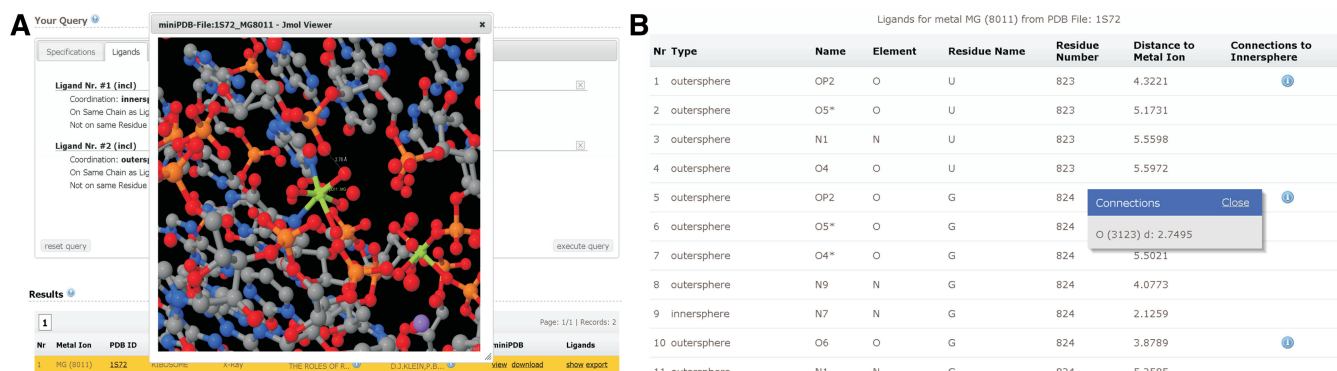 A
Your Query
miniPDB-File:1S72_MG8011 - Jmol Viewer
Specifications Ligands
Ligand Nr. #1 (incl)
Coordination: inners
On Same Chain as Lig
Not on same Residue
Ligand Nr. #2 (incl)
Coordination: outers
On Same Chain as Lig
Not on same Residue
reset query execute query
Results
1 Page: 1/1 | Records: 2
Nr Metal Ion PDB ID miniPDB Ligands
1 MG (8011) 1S72 RIBOSOME X-Ray THE ROLES OF R... D.J.KLEIN,P.B... view download show export
B
Ligands for metal MG (8011) from PDB File: 1S72
Nr Type Name Element Residue Name Residue Number Distance to Metal Ion Connections to Innersphere
1 outersphere OP2 O U 823 4.3221
2 outersphere O5* O U 823 5.1731
3 outersphere N1 N U 823 5.5598
4 outersphere O4 O U 823 5.5972
5 outersphere OP2 O G 824
6 outersphere O5* O G 824
7 outersphere O4* O G 824 5.5021
8 outersphere N9 N G 824 4.0773
9 innersphere N7 N G 824 2.1259
10 outersphere O6 O G 824 3.8789
11 outersphere N1 N G 824 5.2585
Connections Close
O (3123) d: 2.7495